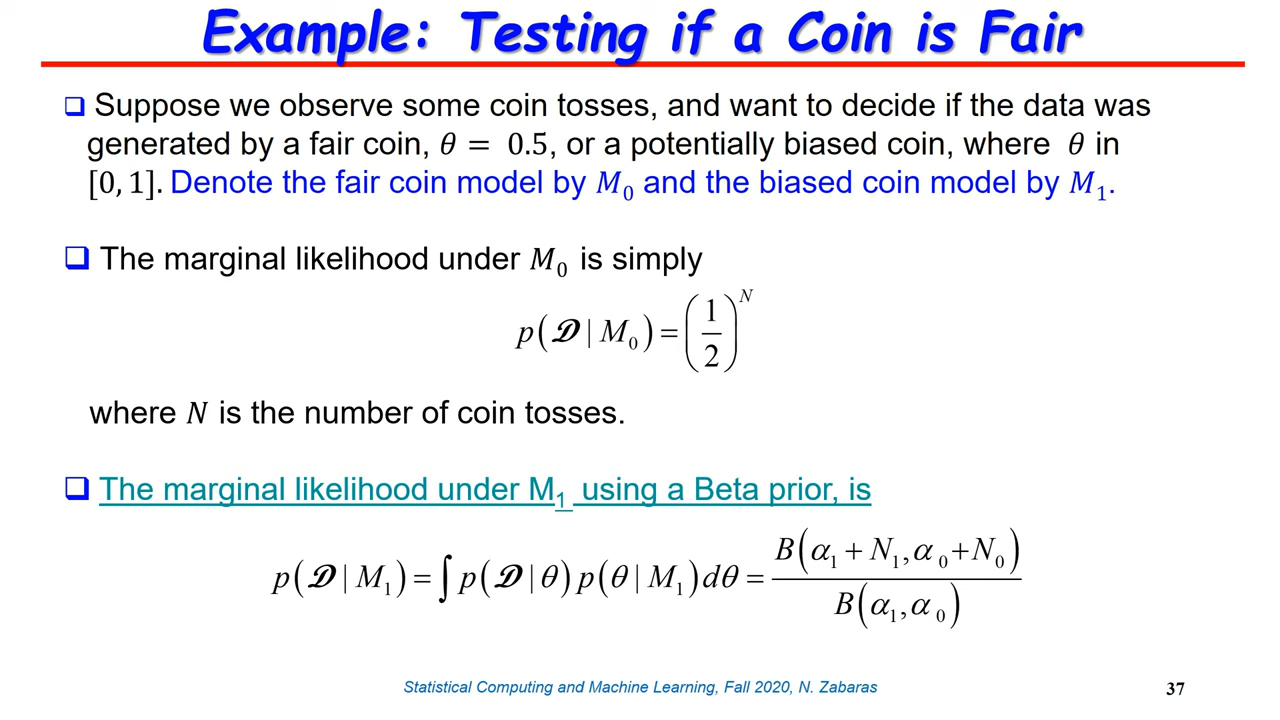 Example: Testing if a Coin is Fair
❑ Suppose we observe some coin tosses, and want to decide if the data was
generated by a fair coin, 𝜃 = 0.5, or a potentially biased coin, where 𝜃 in
[0, 1]. Denote the fair coin model by 𝑀₀ and the biased coin model by 𝑀₁.
❑ The marginal likelihood under 𝑀₀ is simply
p(𝓓 | M₀) = (1/2)^N
where 𝑁 is the number of coin tosses.
❑ The marginal likelihood under M₁ using a Beta prior, is
p(𝓓 | M₁) = ∫ p(𝓓 | θ) p(θ | M₁) dθ = B(α₁ + N₁, α₀ + N₀) / B(α₁, α₀)
Statistical Computing and Machine Learning, Fall 2020, N. Zabaras
37